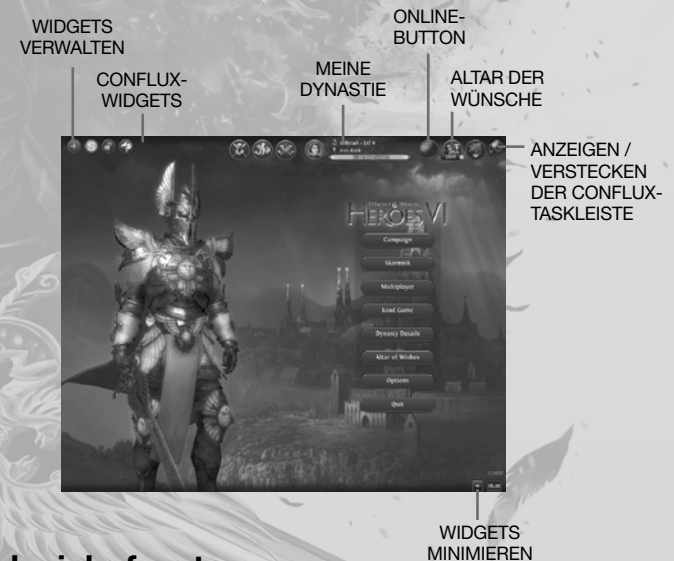 WIDGETS
VERWALTEN
CONFLUX-
WIDGETS
MEINE
DYNASTIE
ONLINE-
BUTTON
ALTAR DER
WÜNSCHE
ANZEIGEN /
VERSTECKEN
DER CONFLUX-
TASKLEISTE
HEROES VI
Campaign
Skirmish
Multiplayer
Load Game
Dynasty Details
Altar of Wishes
Options
Quit
WIDGETS
MINIMIEREN